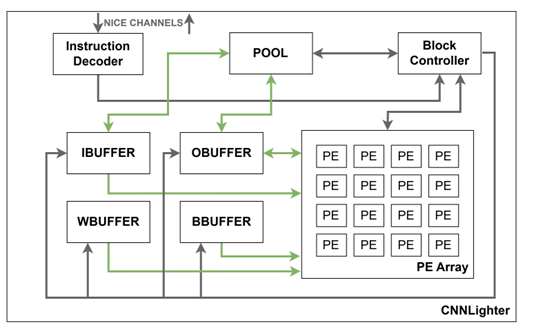 NICE CHANNELS
Instruction
Decoder
POOL
Block
Controller
IBUFFER
OBUFFER
PE PE PE PE
PE PE PE PE
WBUFFER
BBUFFER
PE PE PE PE
PE PE PE PE
PE Array
CNNLighter